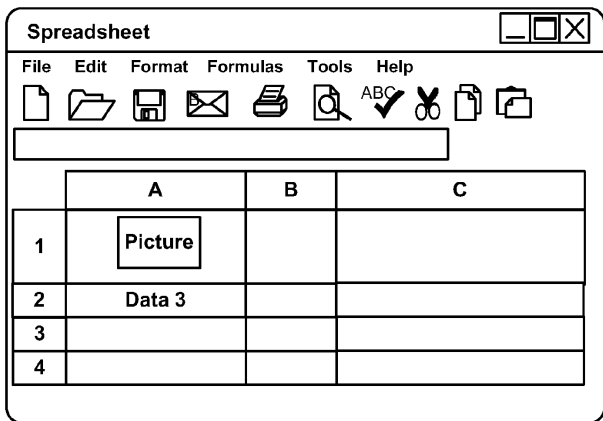 Spreadsheet
File Edit Format Formulas Tools Help
ABC
A B C
1 Picture
2 Data 3
3
4